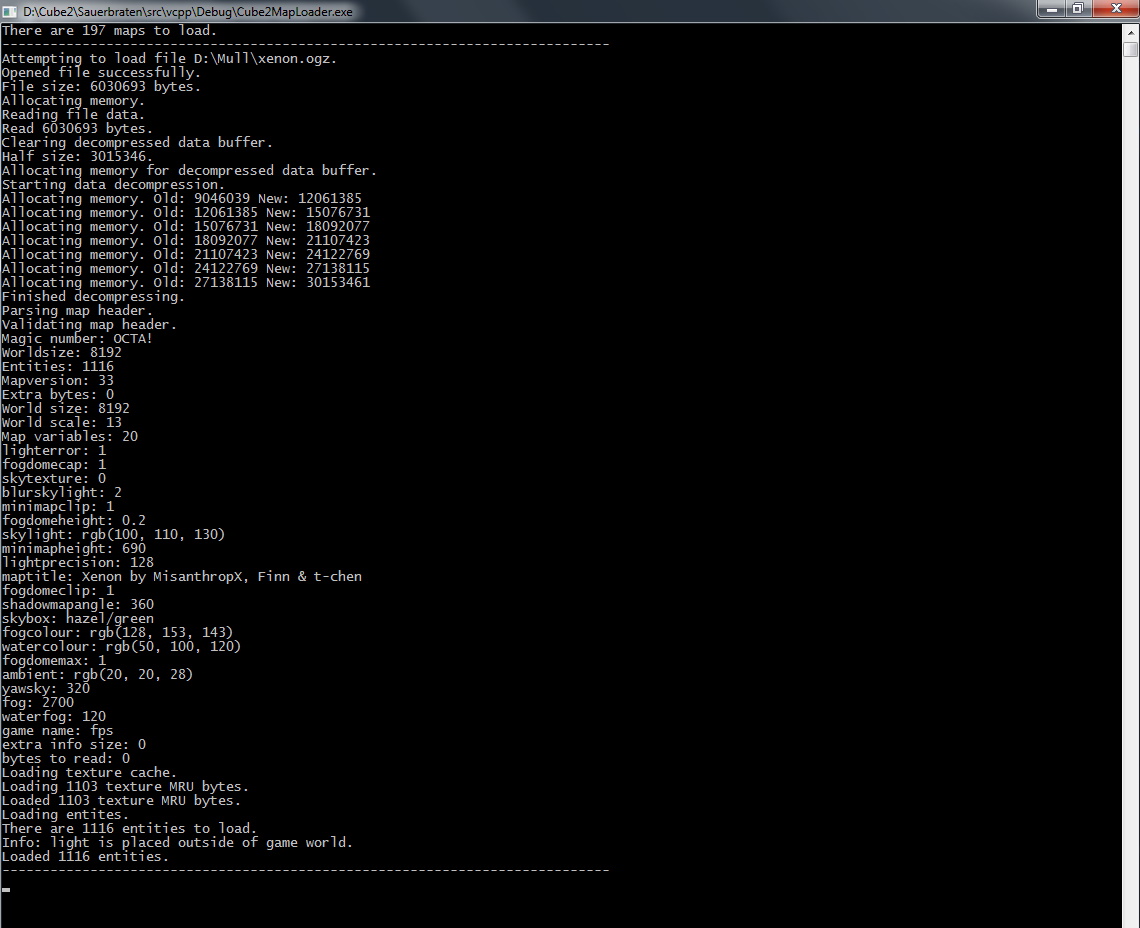 D:\Cube2\Sauerbraten\src\vcpp\Debug\Cube2MapLoader.exe
There are 197 maps to load.
----------------------------------------------------------------------------
Attempting to load file D:\Mull\xenon.ogz.
Opened file successfully.
File size: 6030693 bytes.
Allocating memory.
Reading file data.
Read 6030693 bytes.
Clearing decompressed data buffer.
Half size: 3015346.
Allocating memory for decompressed data buffer.
Starting data decompression.
Allocating memory. Old: 9046039 New: 12061385
Allocating memory. Old: 12061385 New: 15076731
Allocating memory. Old: 15076731 New: 18092077
Allocating memory. Old: 18092077 New: 21107423
Allocating memory. Old: 21107423 New: 24122769
Allocating memory. Old: 24122769 New: 27138115
Allocating memory. Old: 27138115 New: 30153461
Finished decompressing.
Parsing map header.
Validating map header.
Magic number: OCTA!
Worldsize: 8192
Entities: 1116
Mapversion: 33
Extra bytes: 0
World size: 8192
World scale: 13
Map variables: 20
lighterror: 1
fogdomecap: 1
skytexture: 0
blurskylight: 2
minimapclip: 1
fogdomeheight: 0.2
skylight: rgb(100, 110, 130)
minimapheight: 690
lightprecision: 128
maptitle: Xenon by MisanthropX, Finn & t-chen
fogdomeclip: 1
shadowmapangle: 360
skybox: hazel/green
fogcolour: rgb(128, 153, 143)
watercolour: rgb(50, 100, 120)
fogdomemax: 1
ambient: rgb(20, 20, 28)
yawsky: 320
fog: 2700
waterfog: 120
game name: fps
extra info size: 0
bytes to read: 0
Loading texture cache.
Loading 1103 texture MRU bytes.
Loaded 1103 texture MRU bytes.
Loading entites.
There are 1116 entities to load.
Info: light is placed outside of game world.
Loaded 1116 entities.
----------------------------------------------------------------------------